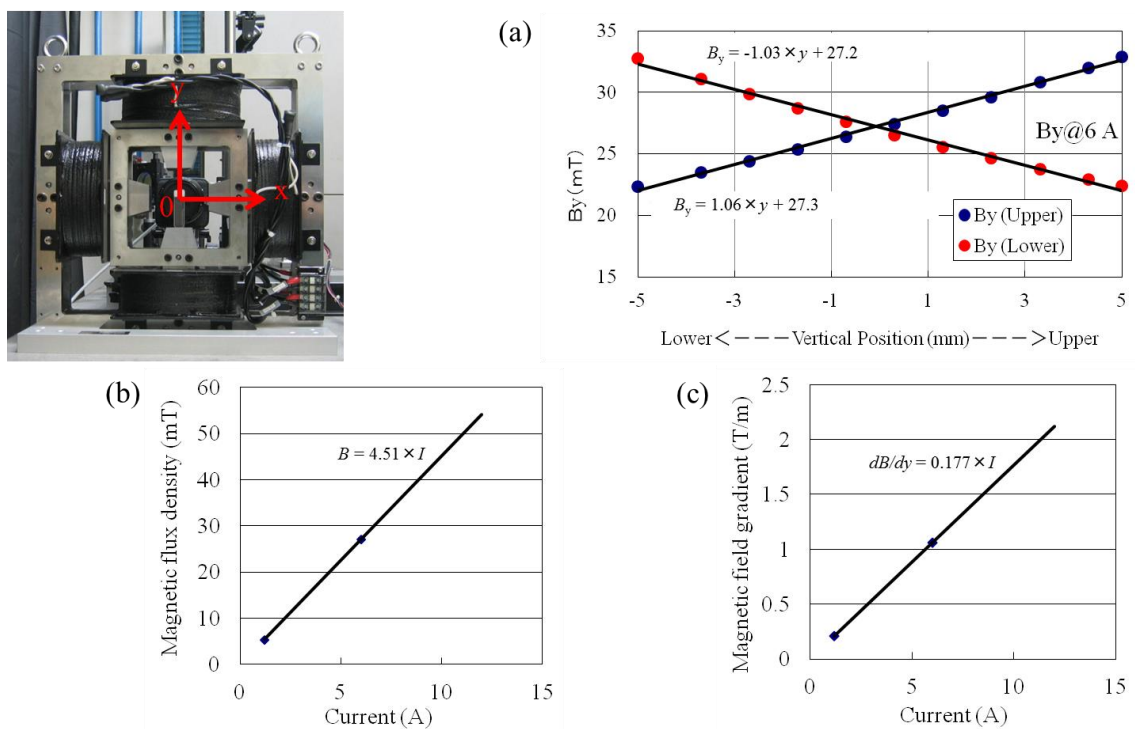 (a)
y
x
0
35
30
25
20
15
By (mT)
By = -1.03×y + 27.2
By@6 A
By = 1.06×y + 27.3
By (Upper)
By (Lower)
-5
-3
-1
1
3
5
Lower<---Vertical Position (mm) --->Upper
(b)
60
50
40
30
20
10
0
Magnetic flux density (mT)
B = 4.51×I
0
5
10
15
Current (A)
(c)
2.5
2
1.5
1
0.5
0
Magnetic field gradient (T/m)
dB/dy = 0.177×I
0
5
10
15
Current (A)